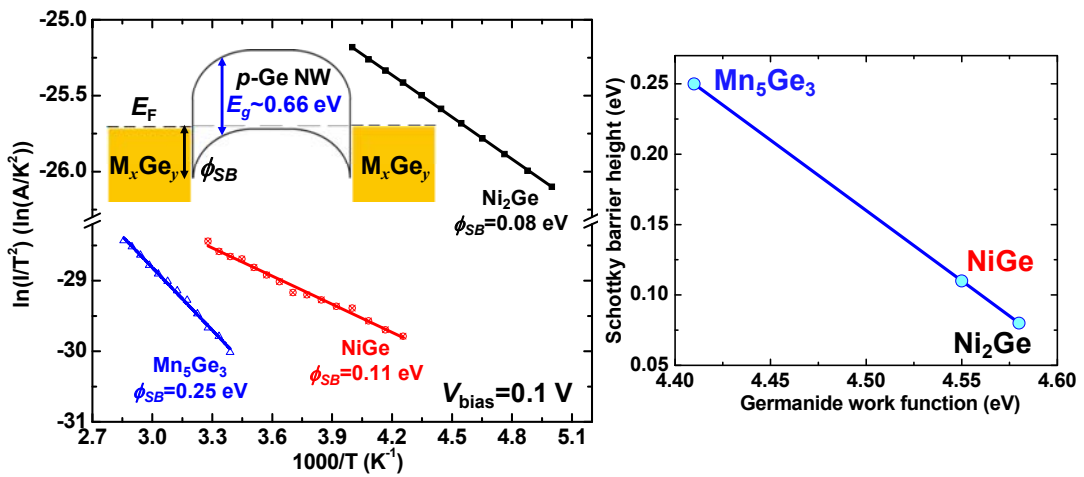 -25.0
-25.5
-26.0
-29
-30
-31
ln(I/T²) (ln(A/K²))
p-Ge NW
E_g~0.66 eV
E_F
MₓGe_y
ϕ_SB
MₓGe_y
Ni₂Ge
ϕ_SB=0.08 eV
Mn₅Ge₃
ϕ_SB=0.25 eV
NiGe
ϕ_SB=0.11 eV
V_bias=0.1 V
2.7 3.0 3.3 3.6 3.9 4.2 4.5 4.8 5.1
1000/T (K⁻¹)
0.25
0.20
0.15
0.10
0.05
Schottky barrier height (eV)
Mn₅Ge₃
NiGe
Ni₂Ge
4.40 4.45 4.50 4.55 4.60
Germanide work function (eV)